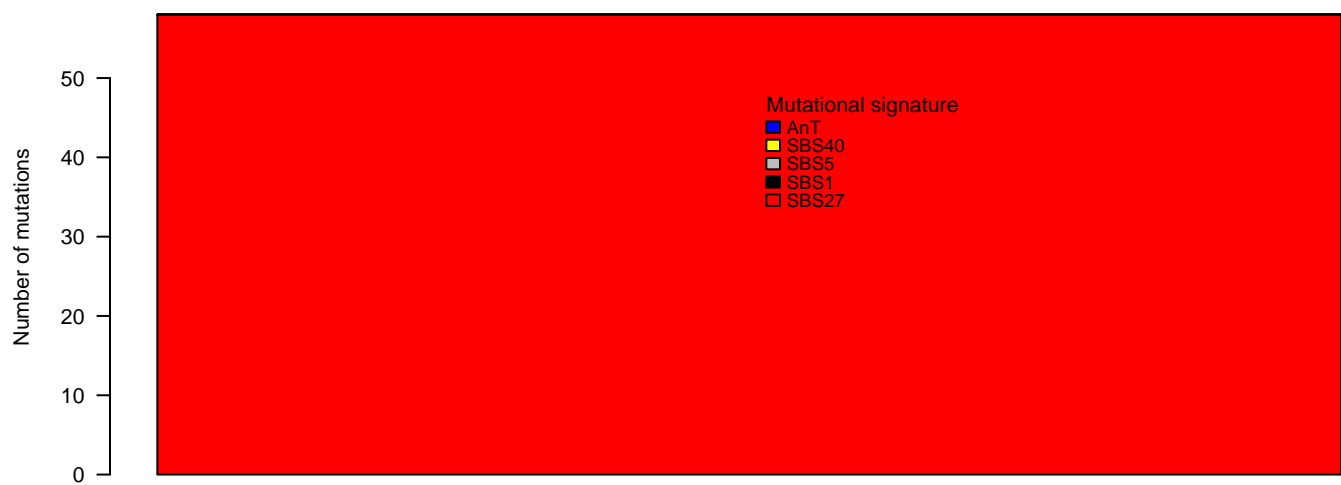 50
40
30
20
10
0
Number of mutations
Mutational signature
AnT
SBS40
SBS5
SBS1
SBS27